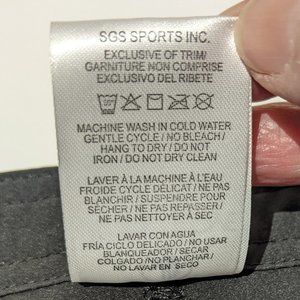 SGS SPORTS INC.
EXCLUSIVE OF TRIM/
GARNITURE NON COMPRISE
EXCLUSIVO DEL RIBETE
MACHINE WASH IN COLD WATER
GENTLE CYCLE / NO BLEACH /
HANG TO DRY / DO NOT
IRON / DO NOT DRY CLEAN
LAVER À LA MACHINE À L'EAU
FROIDE CYCLE DÉLICAT / NE PAS
BLANCHIR / SUSPENDRE POUR
SÉCHER / NE PAS REPASSER /
NE PAS NETTOYER À SEC
LAVAR CON AGUA
FRÍA CICLO DELICADO / NO USAR
BLANQUEADOR / SECAR
COLGADO / NO PLANCHAR /
NO LAVAR EN SECO